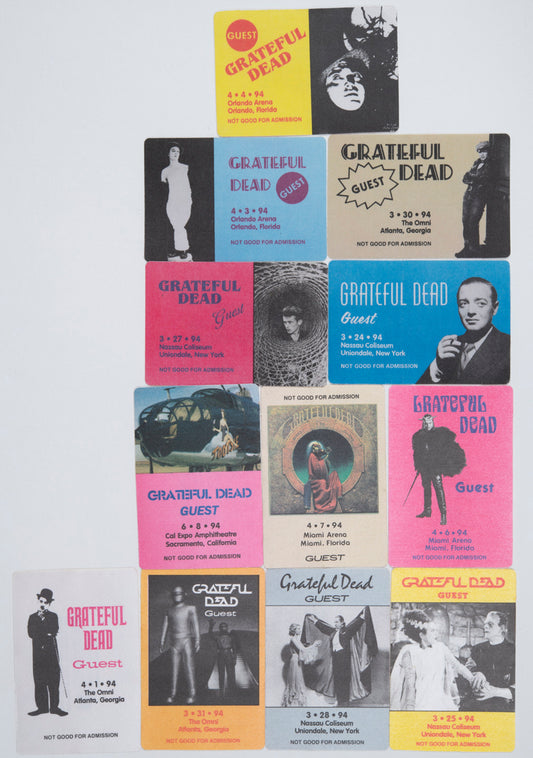 GUEST
GRATEFUL
DEAD
4 • 4 • 94
Orlando Arena
Orlando, Florida
NOT GOOD FOR ADMISSION
GRATEFUL
DEAD
GUEST
4 • 3 • 94
Orlando Arena
Orlando, Florida
NOT GOOD FOR ADMISSION
GRATEFUL
DEAD
GUEST
3 • 30 • 94
The Omni
Atlanta, Georgia
NOT GOOD FOR ADMISSION
GRATEFUL
DEAD
Guest
3 • 27 • 94
Nassau Coliseum
Uniondale, New York
NOT GOOD FOR ADMISSION
GRATEFUL DEAD
Guest
3 • 24 • 94
Nassau Coliseum
Uniondale, New York
NOT GOOD FOR ADMISSION
GRATEFUL DEAD
GUEST
6 • 8 • 94
Cal Expo Amphitheatre
Sacramento, California
NOT GOOD FOR ADMISSION
NOT GOOD FOR ADMISSION
GRATEFUL DEAD
4 • 7 • 94
Miami Arena
Miami, Florida
GUEST
GRATEFUL
DEAD
Guest
4 • 6 • 94
Miami Arena
Miami, Florida
NOT GOOD FOR ADMISSION
GRATEFUL
DEAD
Guest
4 • 1 • 94
The Omni
Atlanta, Georgia
NOT GOOD FOR ADMISSION
GRATEFUL
DEAD
Guest
3 • 31 • 94
The Omni
Atlanta, Georgia
NOT GOOD FOR ADMISSION
Grateful Dead
GUEST
3 • 28 • 94
Nassau Coliseum
Uniondale, New York
NOT GOOD FOR ADMISSION
GRATEFUL DEAD
GUEST
3 • 25 • 94
Nassau Coliseum
Uniondale, New York
NOT GOOD FOR ADMISSION